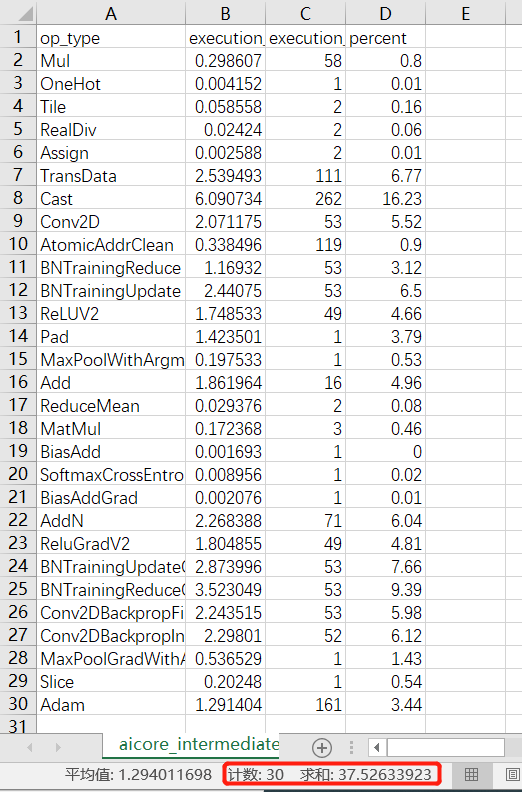 A B C D E
1 op_type execution_ execution_ percent
2 Mul 0.298607 58 0.8
3 OneHot 0.004152 1 0.01
4 Tile 0.058558 2 0.16
5 RealDiv 0.02424 2 0.06
6 Assign 0.002588 2 0.01
7 TransData 2.539493 111 6.77
8 Cast 6.090734 262 16.23
9 Conv2D 2.071175 53 5.52
10 AtomicAddrClean 0.338496 119 0.9
11 BNTrainingReduce 1.16932 53 3.12
12 BNTrainingUpdate 2.44075 53 6.5
13 ReLUV2 1.748533 49 4.66
14 Pad 1.423501 1 3.79
15 MaxPoolWithArgm 0.197533 1 0.53
16 Add 1.861964 16 4.96
17 ReduceMean 0.029376 2 0.08
18 MatMul 0.172368 3 0.46
19 BiasAdd 0.001693 1 0
20 SoftmaxCrossEntro 0.008956 1 0.02
21 BiasAddGrad 0.002076 1 0.01
22 AddN 2.268388 71 6.04
23 ReluGradV2 1.804855 49 4.81
24 BNTrainingUpdateG 2.873996 53 7.66
25 BNTrainingReduceG 3.523049 53 9.39
26 Conv2DBackpropFi 2.243515 53 5.98
27 Conv2DBackpropIn 2.29801 52 6.12
28 MaxPoolGradWithA 0.536529 1 1.43
29 Slice 0.20248 1 0.54
30 Adam 1.291404 161 3.44
31
aicore_intermediate
平均值: 1.294011698 计数: 30 求和: 37.52633923